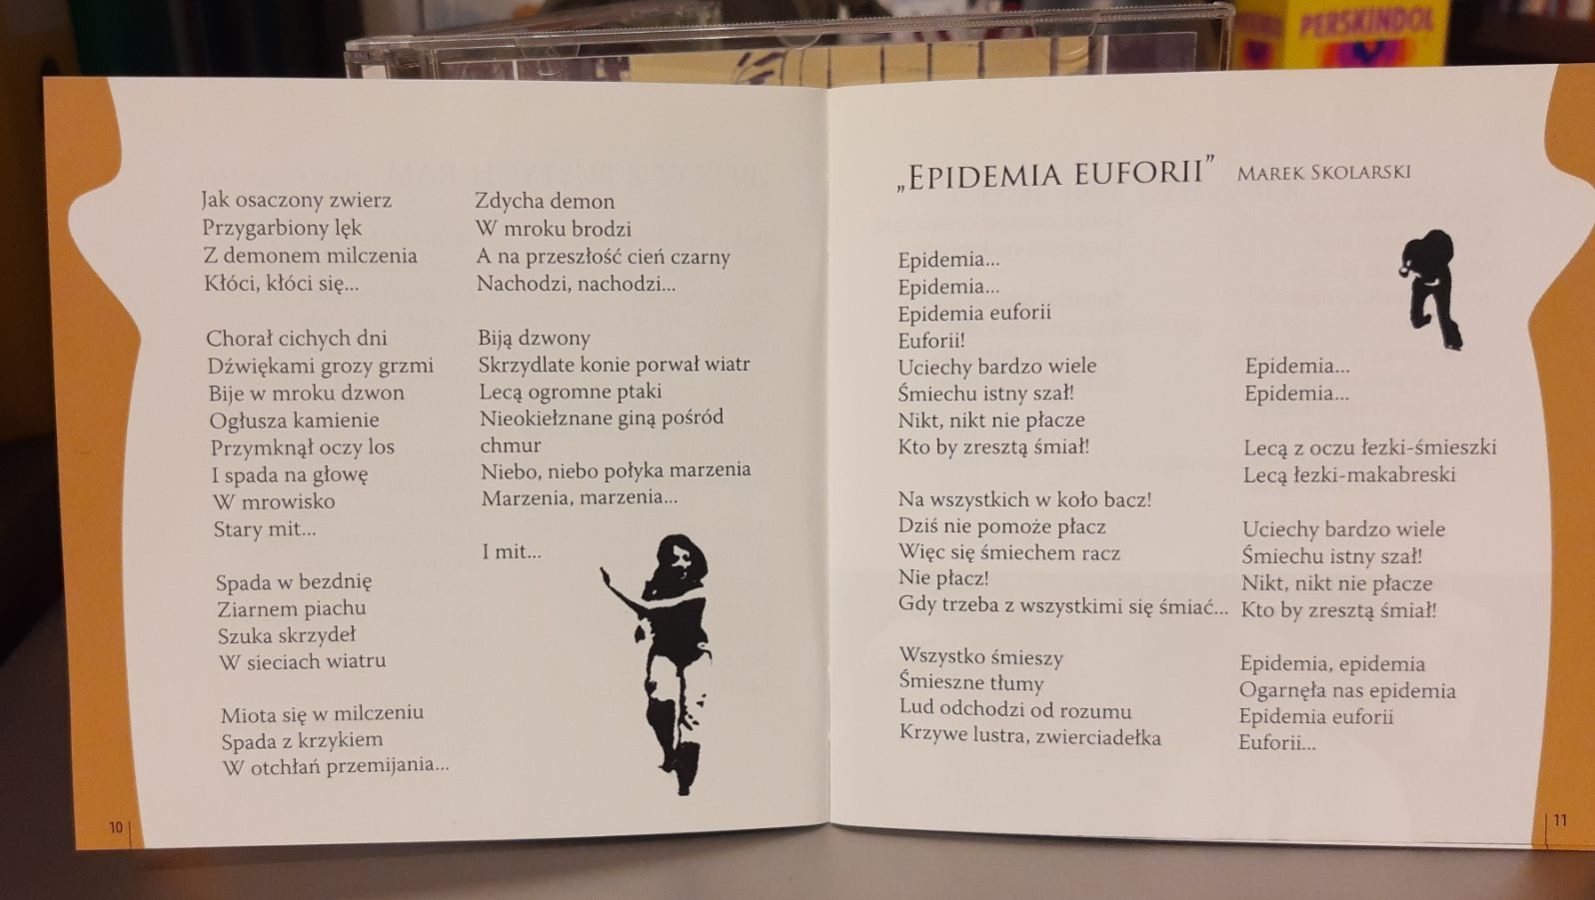 PERSKINDOL
Jak osaczony zwierz
Przygarbiony lęk
Z demonem milczenia
Kłóci, kłóci się...
Chorał cichych dni
Dźwiękami grozy grzmi
Bije w mroku dzwon
Ogłusza kamienie
Przymknął oczy los
I spada na głowę
W mrowisko
Stary mit...
Spada w bezdnię
Ziarnem piachu
Szuka skrzydeł
W sieciach wiatru
Miota się w milczeniu
Spada z krzykiem
W otchłań przemijania...
Zdycha demon
W mroku brodzi
A na przeszłość cień czarny
Nachodzi, nachodzi...
Biją dzwony
Skrzydlate konie porwał wiatr
Lecą ogromne ptaki
Nieokiełznane giną pośród
chmur
Niebo, niebo połyka marzenia
Marzenia, marzenia...
I mit...
10
„EPIDEMIA EUFORII” MAREK SKOLARSKI
Epidemia...
Epidemia...
Epidemia euforii
Euforii!
Uciechy bardzo wiele
Śmiechu istny szał!
Nikt, nikt nie płacze
Kto by zresztą śmiał!
Na wszystkich w koło bacz!
Dziś nie pomoże płacz
Więc się śmiechem racz
Nie płacz!
Gdy trzeba z wszystkimi się śmiać...
Wszystko śmieszy
Śmieszne tłumy
Lud odchodzi od rozumu
Krzywe lustra, zwierciadełka
Epidemia...
Epidemia...
Lecą z oczu łezki-śmieszki
Lecą łezki-makabreski
Uciechy bardzo wiele
Śmiechu istny szał!
Nikt, nikt nie płacze
Kto by zresztą śmiał!
Epidemia, epidemia
Ogarnęła nas epidemia
Epidemia euforii
Euforii...
11